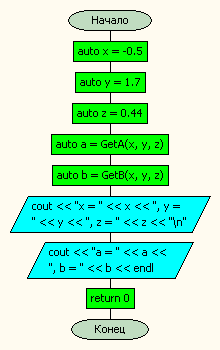 Начало
auto x = -0.5
auto y = 1.7
auto z = 0.44
auto a = GetA(x, y, z)
auto b = GetB(x, y, z)
cout << "x = " << x << ", y =
" << y << ", z = " << z << "\n"
cout << "a = " << a <<
", b = " << b << endl
return 0
Конец